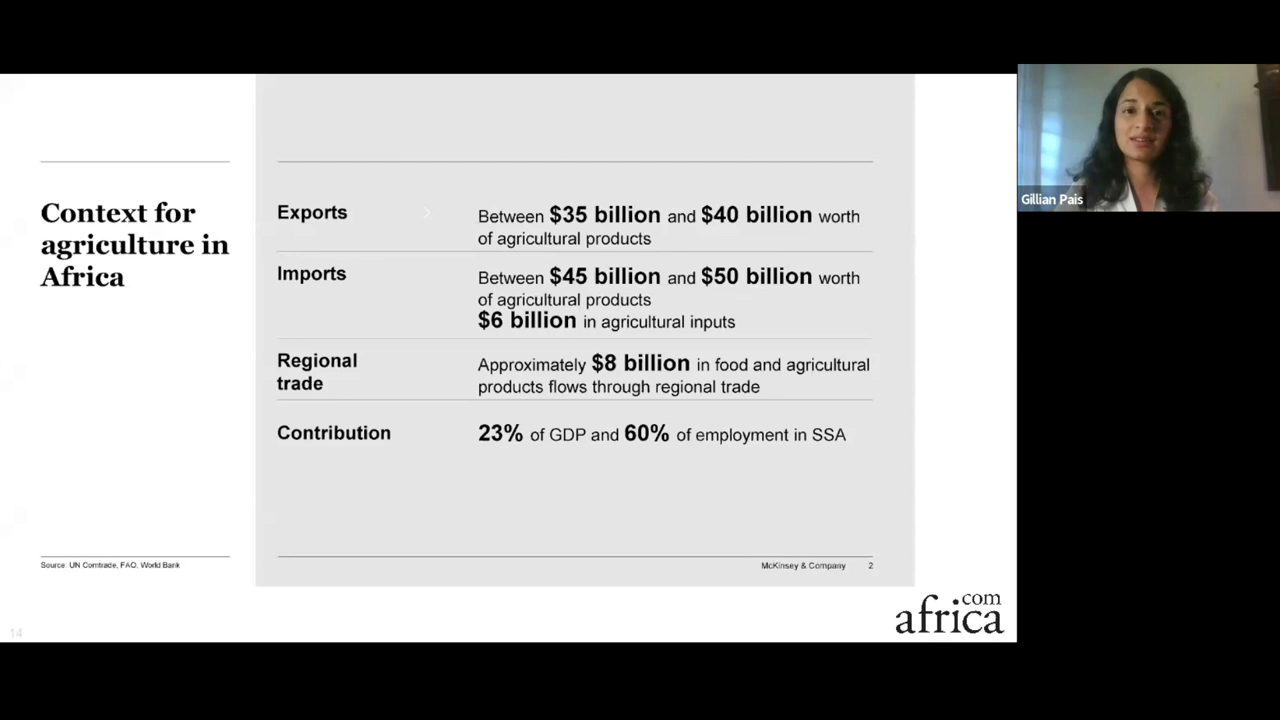 Context for
agriculture in
Africa
Exports
Between $35 billion and $40 billion worth
of agricultural products
Imports
Between $45 billion and $50 billion worth
of agricultural products
$6 billion in agricultural inputs
Regional
trade
Approximately $8 billion in food and agricultural
products flows through regional trade
Contribution
23% of GDP and 60% of employment in SSA
Source: UN Comtrade, FAO, World Bank
McKinsey & Company 2
.com
africa
14
Gillian Pais